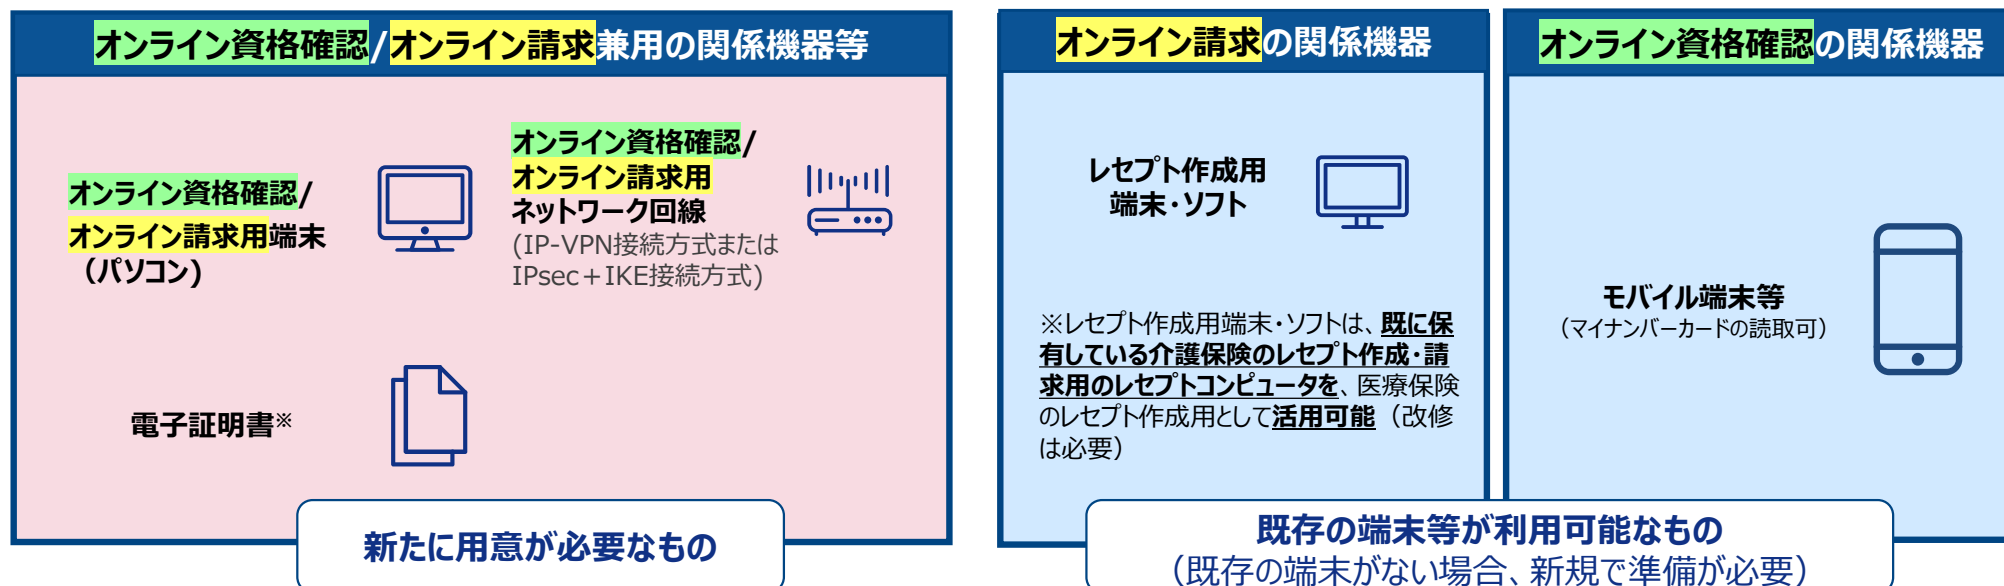 オンライン資格確認/オンライン請求兼用の関係機器等
オンライン資格確認/
オンライン請求用端末
（パソコン)
オンライン資格確認/
オンライン請求用
ネットワーク回線
(IP-VPN接続方式または
IPsec＋IKE接続方式)
電子証明書※
新たに用意が必要なもの
オンライン請求の関係機器
レセプト作成用
端末・ソフト
※レセプト作成用端末・ソフトは、既に保
有している介護保険のレセプト作成・請
求用のレセプトコンピュータを、医療保険
のレセプト作成用として活用可能（改修
は必要）
オンライン資格確認の関係機器
モバイル端末等
（マイナンバーカードの読取可）
既存の端末等が利用可能なもの
（既存の端末がない場合、新規で準備が必要）